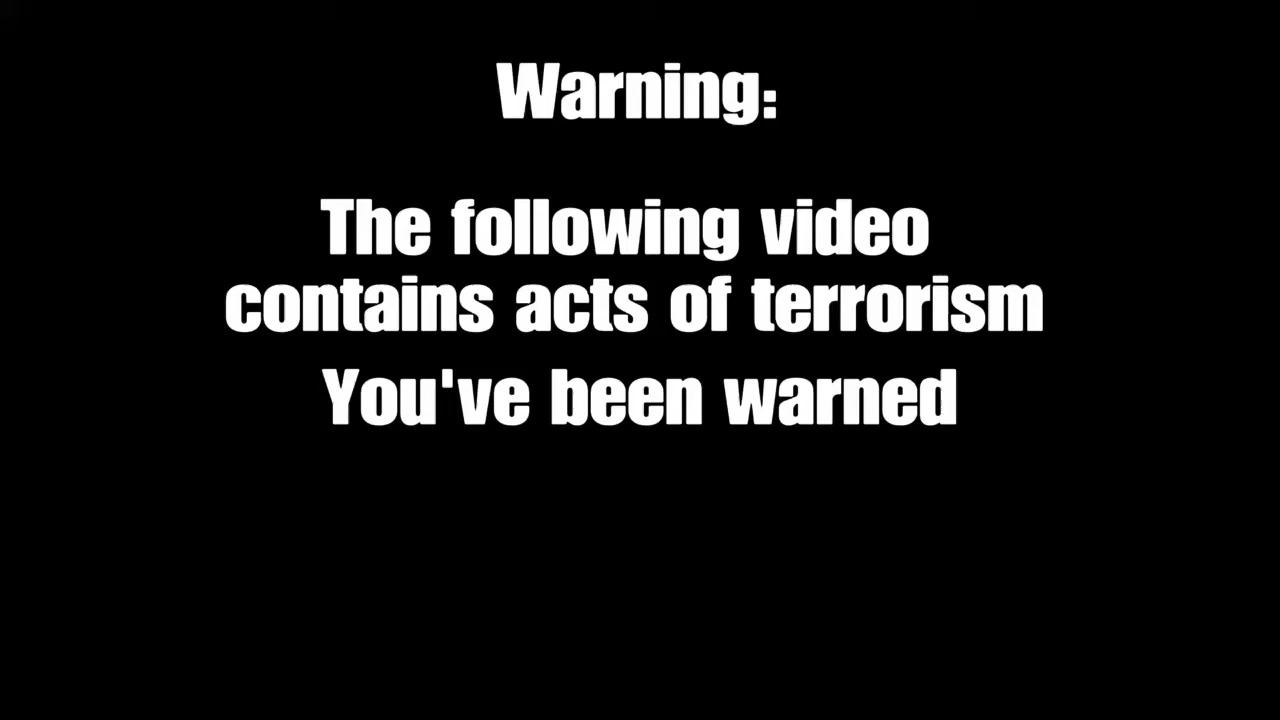 Warning:
The following video
contains acts of terrorism
You've been warned